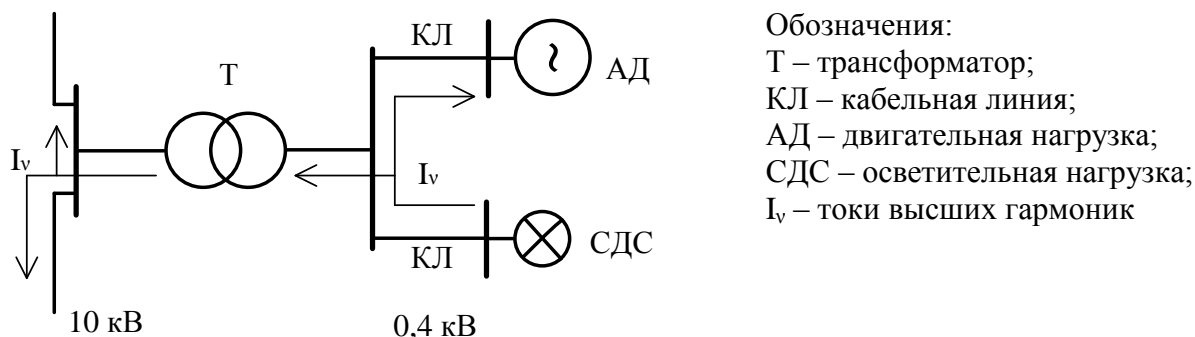 КЛ
Т
АД
Iν
Iν
КЛ
СДС
10 кВ
0,4 кВ
Обозначения:
Т – трансформатор;
КЛ – кабельная линия;
АД – двигательная нагрузка;
СДС – осветительная нагрузка;
Iν – токи высших гармоник